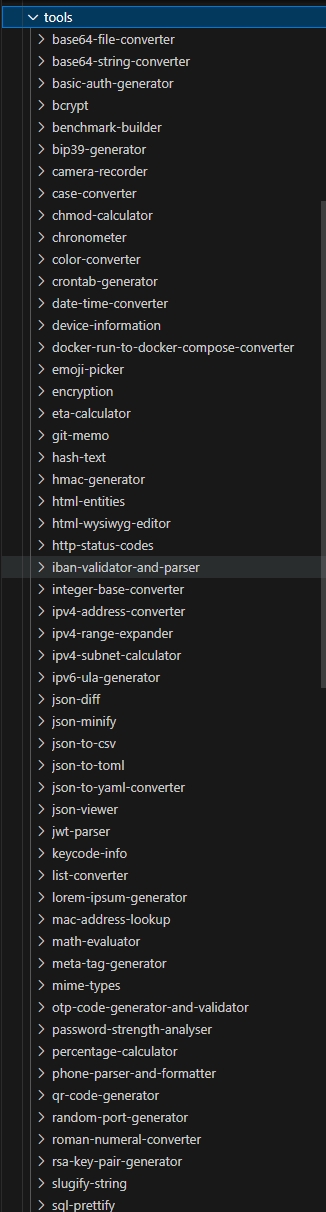 tools
base64-file-converter
base64-string-converter
basic-auth-generator
bcrypt
benchmark-builder
bip39-generator
camera-recorder
case-converter
chmod-calculator
chronometer
color-converter
crontab-generator
date-time-converter
device-information
docker-run-to-docker-compose-converter
emoji-picker
encryption
eta-calculator
git-memo
hash-text
hmac-generator
html-entities
html-wysiwyg-editor
http-status-codes
iban-validator-and-parser
integer-base-converter
ipv4-address-converter
ipv4-range-expander
ipv4-subnet-calculator
ipv6-ula-generator
json-diff
json-minify
json-to-csv
json-to-toml
json-to-yaml-converter
json-viewer
jwt-parser
keycode-info
list-converter
lorem-ipsum-generator
mac-address-lookup
math-evaluator
meta-tag-generator
mime-types
otp-code-generator-and-validator
password-strength-analyser
percentage-calculator
phone-parser-and-formatter
qr-code-generator
random-port-generator
roman-numeral-converter
rsa-key-pair-generator
slugify-string
sql-prettify